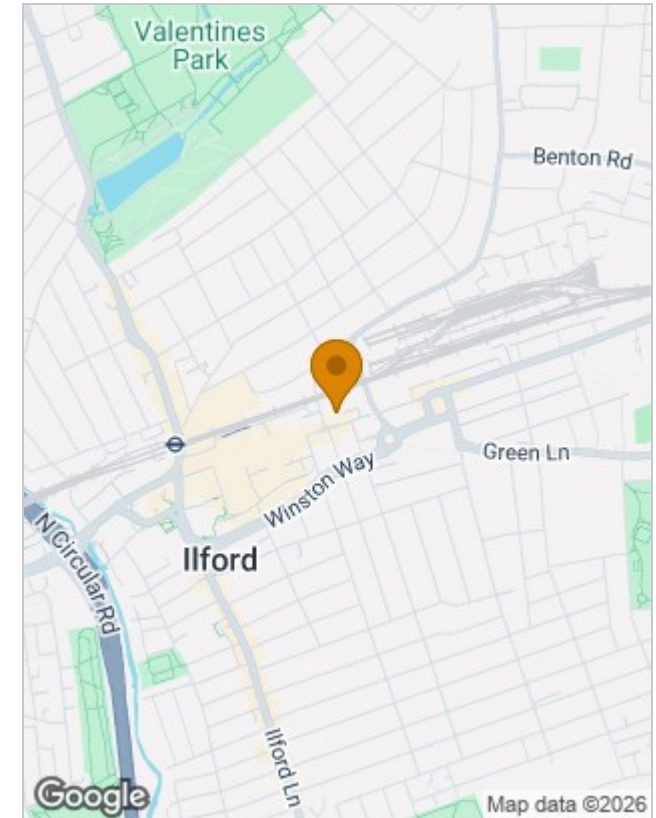 Valentines
Park
Benton Rd
Green Ln
Winston Way
N Circular Rd
Ilford
Ilford Ln
Google
Map data ©2026